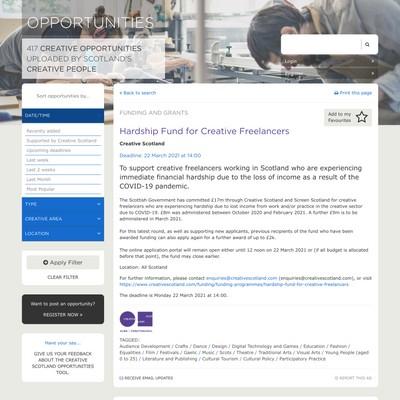 OPPORTUNITIES
417 CREATIVE OPPORTUNITIES
UPLOADED BY SCOTLAND'S
CREATIVE PEOPLE
Login
Sort opportunities by...
DATE/TIME
Recently added
Supported by Creative Scotland
Upcoming deadlines
Last week
Last 2 weeks
Last Month
Most Popular
TYPE
CREATIVE AREA
LOCATION
Apply Filter
CLEAR FILTER
Want to post an opportunity?
REGISTER NOW >
Have your say...
GIVE US YOUR FEEDBACK
ABOUT THE CREATIVE
SCOTLAND OPPORTUNITIES
TOOL.
< Back to search
Print this page
FUNDING AND GRANTS
Add to my
Favourites
Hardship Fund for Creative Freelancers
Creative Scotland
Deadline: 22 March 2021 at 14:00
To support creative freelancers working in Scotland who are experiencing
immediate financial hardship due to the loss of income as a result of the
COVID-19 pandemic.
The Scottish Government has committed £17m through Creative Scotland and Screen Scotland for creative
freelancers who are experiencing hardship due to lost income from work and/or practice in the creative sector
due to COVID-19. £8m was administered between October 2020 and February 2021. A further £9m is to be
administered in March 2021.
For this latest round, as well as supporting new applicants, previous recipients of the fund who have been
awarded funding can also apply again for a further award of up to £2k.
The online application portal will remain open either until 12 noon on 22 March 2021 or (if all budget is allocated
before that point), the fund may close earlier.
Location: All Scotland
For further information, please contact enquiries@creativescotland.com (enquiries@creativescotland.com), or visit
https://www.creativescotland.com/funding/funding-programmes/hardship-fund-for-creative-freelancers
The deadline is Monday 22 March 2021 at 14:00.
TAGGED:
Audience Development / Crafts / Dance / Design / Digital Technology and Games / Education / Fashion /
Equalities / Film / Festivals / Gaelic / Music / Scots / Theatre / Traditional Arts / Visual Arts / Young People (aged
0 to 25) / Literature and Publishing / Cultural Tourism / Cultural Policy / Participatory Practice
RECEIVE EMAIL UPDATES
REPORT THIS AD